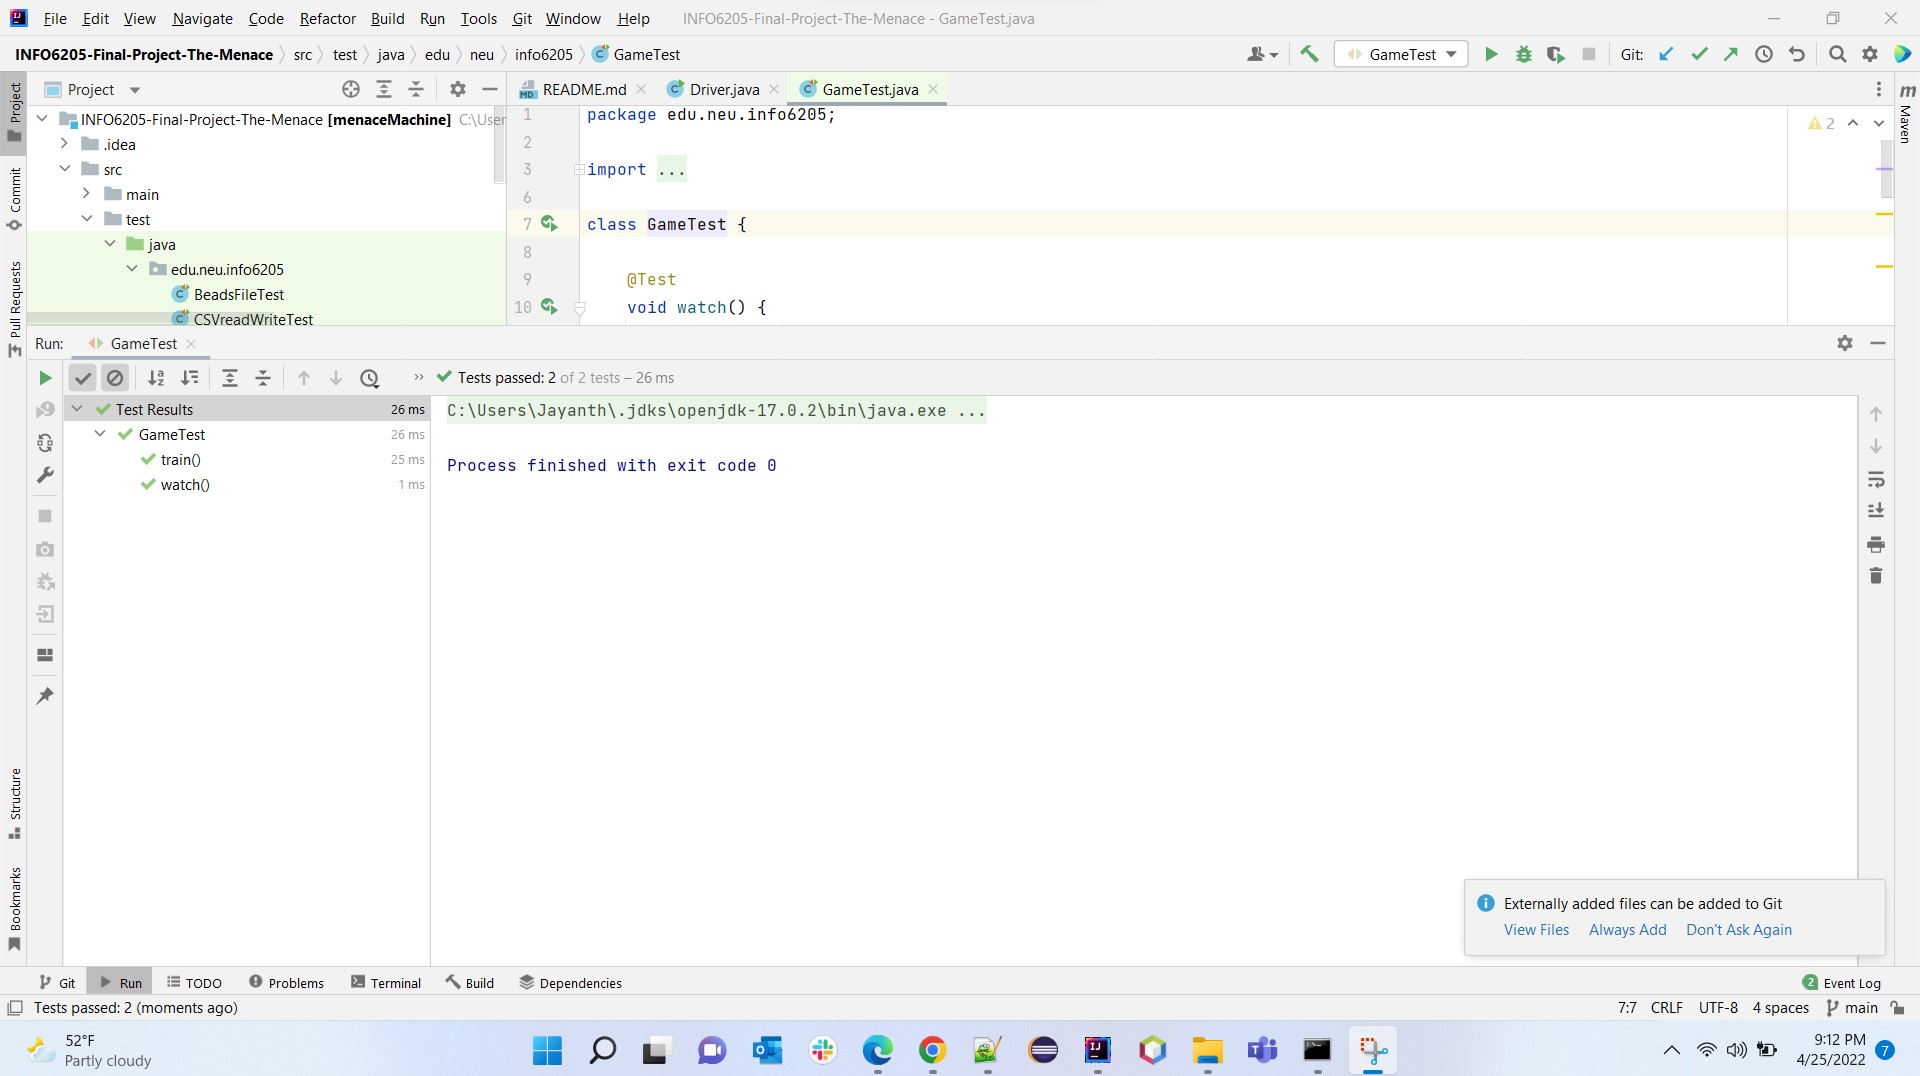 File Edit View Navigate Code Refactor Build Run Tools Git Window Help INFO6205-Final-Project-The-Menace - GameTest.java
INFO6205-Final-Project-The-Menace src test java edu neu info6205 GameTest GameTest Git:
Project
README.md Driver.java GameTest.java
INFO6205-Final-Project-The-Menace [menaceMachine] C:\User
.idea
src
main
test
java
edu.neu.info6205
BeadsFileTest
CSVreadWriteTest
1 package edu.neu.info6205;
2
3 import ...
6
7 class GameTest {
8
9 @Test
10 void watch() {
2
Project
Commit
Pull Requests
Structure
Bookmarks
Maven
Run: GameTest
Tests passed: 2 of 2 tests – 26 ms
Test Results 26 ms
GameTest 26 ms
train() 25 ms
watch() 1 ms
C:\Users\Jayanth\.jdks\openjdk-17.0.2\bin\java.exe ...
Process finished with exit code 0
Externally added files can be added to Git
View Files Always Add Don't Ask Again
Git Run TODO Problems Terminal Build Dependencies 2 Event Log
Tests passed: 2 (moments ago) 7:7 CRLF UTF-8 4 spaces main
52°F
Partly cloudy
9:12 PM
4/25/2022
7